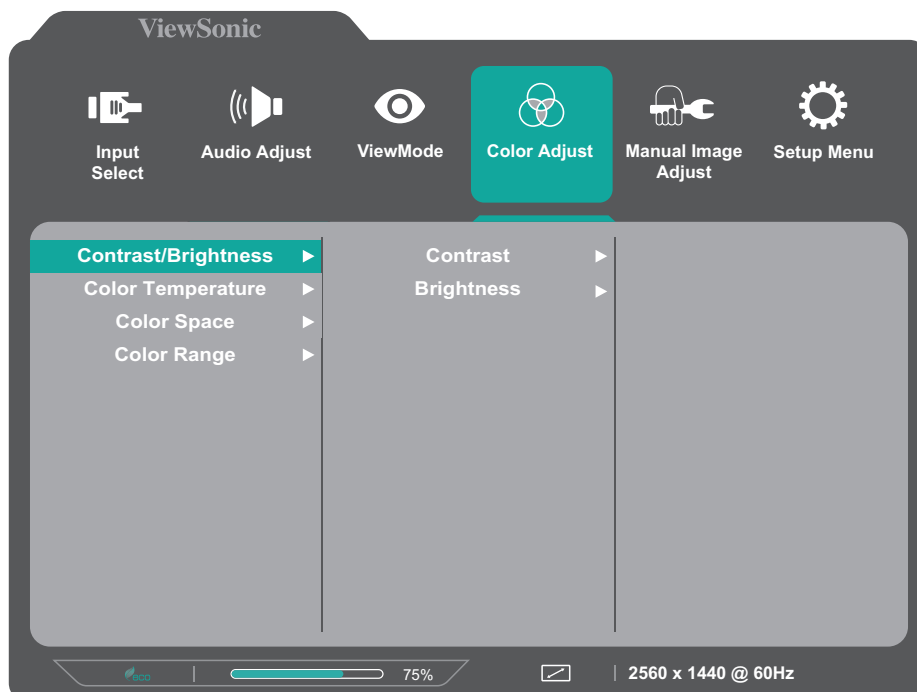 ViewSonic
Input
Select
Audio Adjust
ViewMode
Color Adjust
Manual Image
Adjust
Setup Menu
Contrast/Brightness
Color Temperature
Color Space
Color Range
Contrast
Brightness
eco
75%
2560 x 1440 @ 60Hz